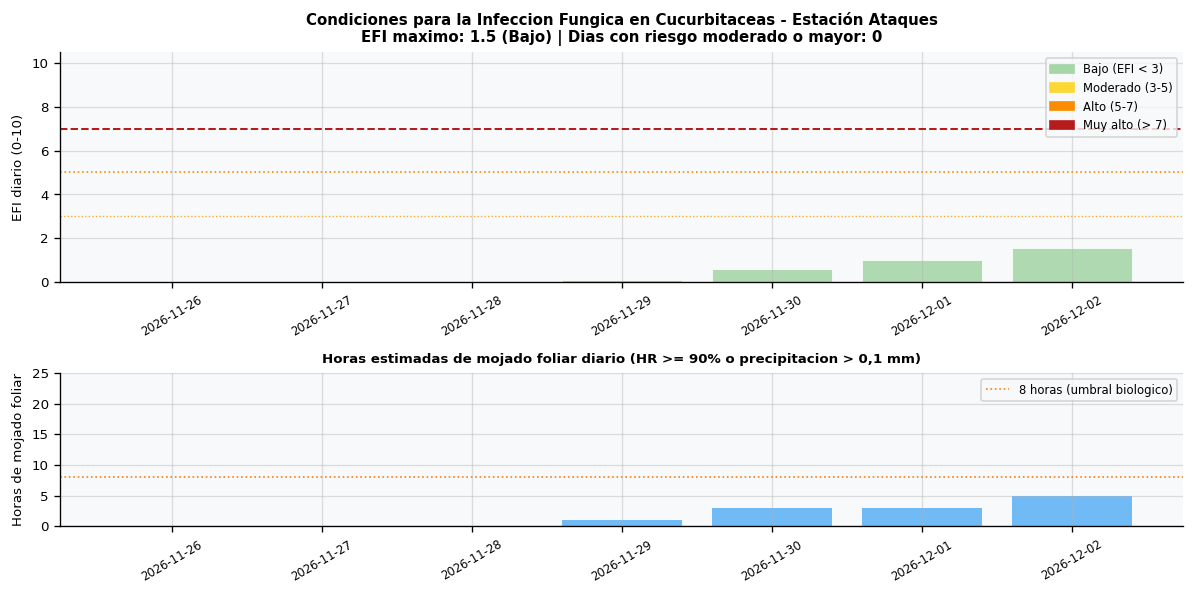 Condiciones para la Infeccion Fungica en Cucurbitaceas - Estación Ataques
EFI maximo: 1.5 (Bajo) | Dias con riesgo moderado o mayor: 0
EFI diario (0-10)
10
8
6
4
2
0
Bajo (EFI < 3)
Moderado (3-5)
Alto (5-7)
Muy alto (> 7)
2026-11-26
2026-11-27
2026-11-28
2026-11-29
2026-11-30
2026-12-01
2026-12-02
Horas estimadas de mojado foliar diario (HR >= 90% o precipitacion > 0,1 mm)
Horas de mojado foliar
25
20
15
10
5
0
8 horas (umbral biologico)
2026-11-26
2026-11-27
2026-11-28
2026-11-29
2026-11-30
2026-12-01
2026-12-02